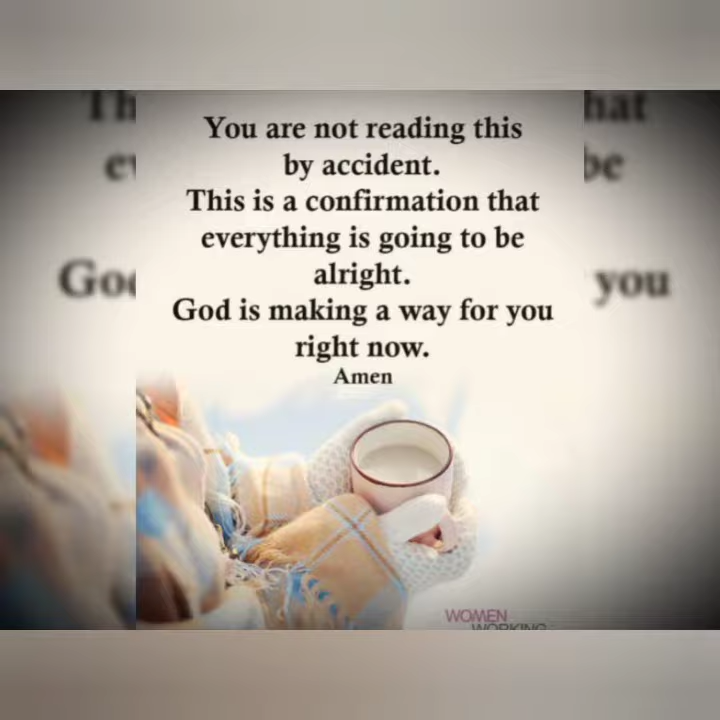 You are not reading this
by accident.
This is a confirmation that
everything is going to be
alright.
God is making a way for you
right now.
Amen
WOMEN
WORKING